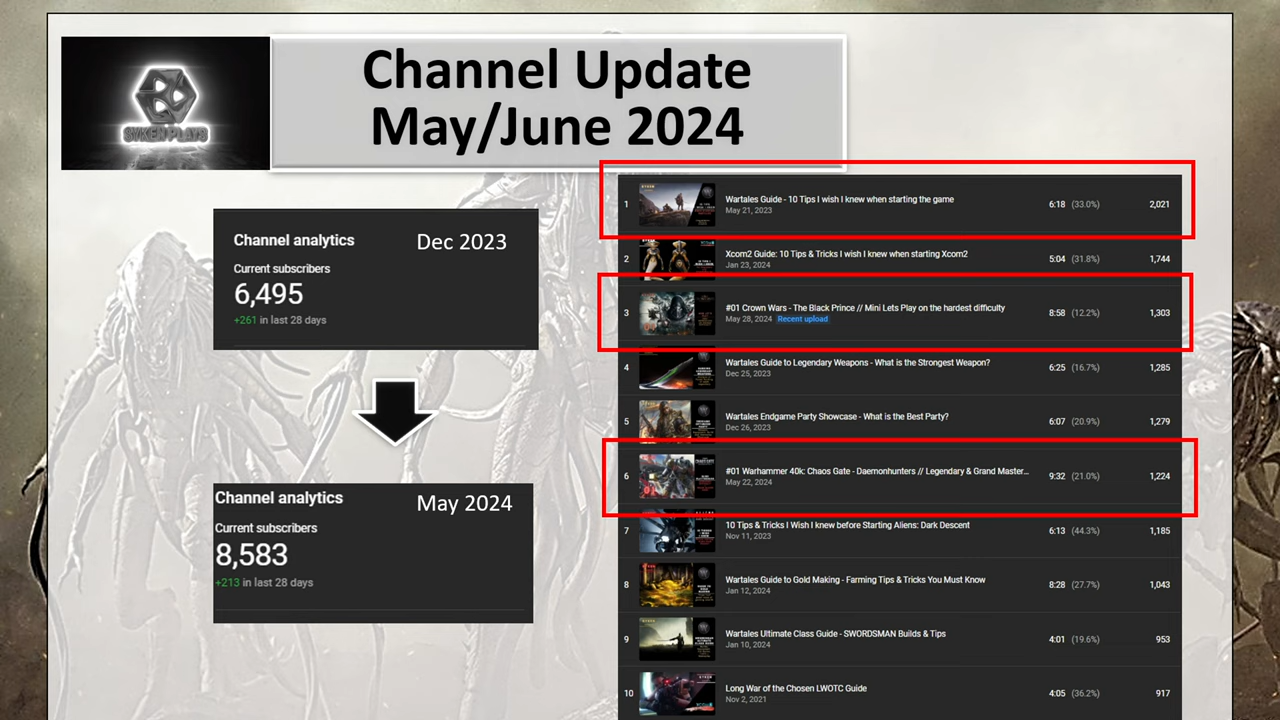 SYKEN PLAYS
Channel Update
May/June 2024
Channel analytics
Dec 2023
Current subscribers
6,495
+261 in last 28 days
Channel analytics
May 2024
Current subscribers
8,583
+213 in last 28 days
1 Wartales Guide - 10 Tips I wish I knew when starting the game 6:18 (33.0%) 2,021
May 21, 2023
2 Xcom2 Guide: 10 Tips & Tricks I wish I knew when starting Xcom2 5:04 (31.8%) 1,744
Jan 23, 2024
3 #01 Crown Wars - The Black Prince // Mini Lets Play on the hardest difficulty 8:58 (12.2%) 1,303
May 28, 2024 Recent upload
4 Wartales Guide to Legendary Weapons - What is the Strongest Weapon? 6:25 (16.7%) 1,285
Dec 25, 2023
5 Wartales Endgame Party Showcase - What is the Best Party? 6:07 (20.9%) 1,279
Dec 26, 2023
6 #01 Warhammer 40k: Chaos Gate - Daemonhunters // Legendary & Grand Master... 9:32 (21.0%) 1,224
May 22, 2024
7 10 Tips & Tricks I Wish I knew before Starting Aliens: Dark Descent 6:13 (44.3%) 1,185
Nov 11, 2023
8 Wartales Guide to Gold Making - Farming Tips & Tricks You Must Know 8:28 (27.7%) 1,043
Jan 12, 2024
9 Wartales Ultimate Class Guide - SWORDSMAN Builds & Tips 4:01 (19.6%) 953
Jan 10, 2024
10 Long War of the Chosen LWOTC Guide 4:05 (36.2%) 917
Nov 2, 2021